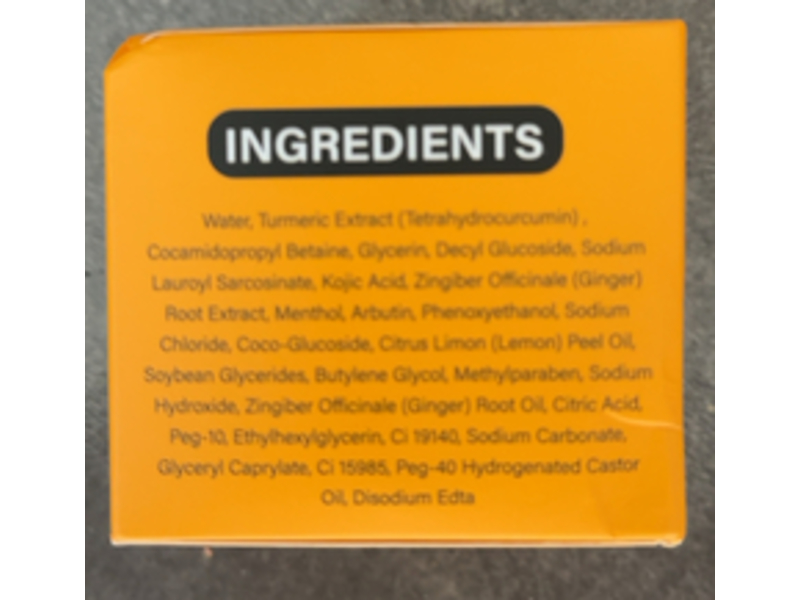 INGREDIENTS
Water, Turmeric Extract (Tetrahydrocurcumin) ,
Cocamidopropyl Betaine, Glycerin, Decyl Glucoside, Sodium
Lauroyl Sarcosinate, Kojic Acid, Zingiber Officinale (Ginger)
Root Extract, Menthol, Arbutin, Phenoxyethanol, Sodium
Chloride, Coco-Glucoside, Citrus Limon (Lemon) Peel Oil,
Soybean Glycerides, Butylene Glycol, Methylparaben, Sodium
Hydroxide, Zingiber Officinale (Ginger) Root Oil, Citric Acid,
Peg-10, Ethylhexylglycerin, Ci 19140, Sodium Carbonate,
Glyceryl Caprylate, Ci 15985, Peg-40 Hydrogenated Castor
Oil, Disodium Edta